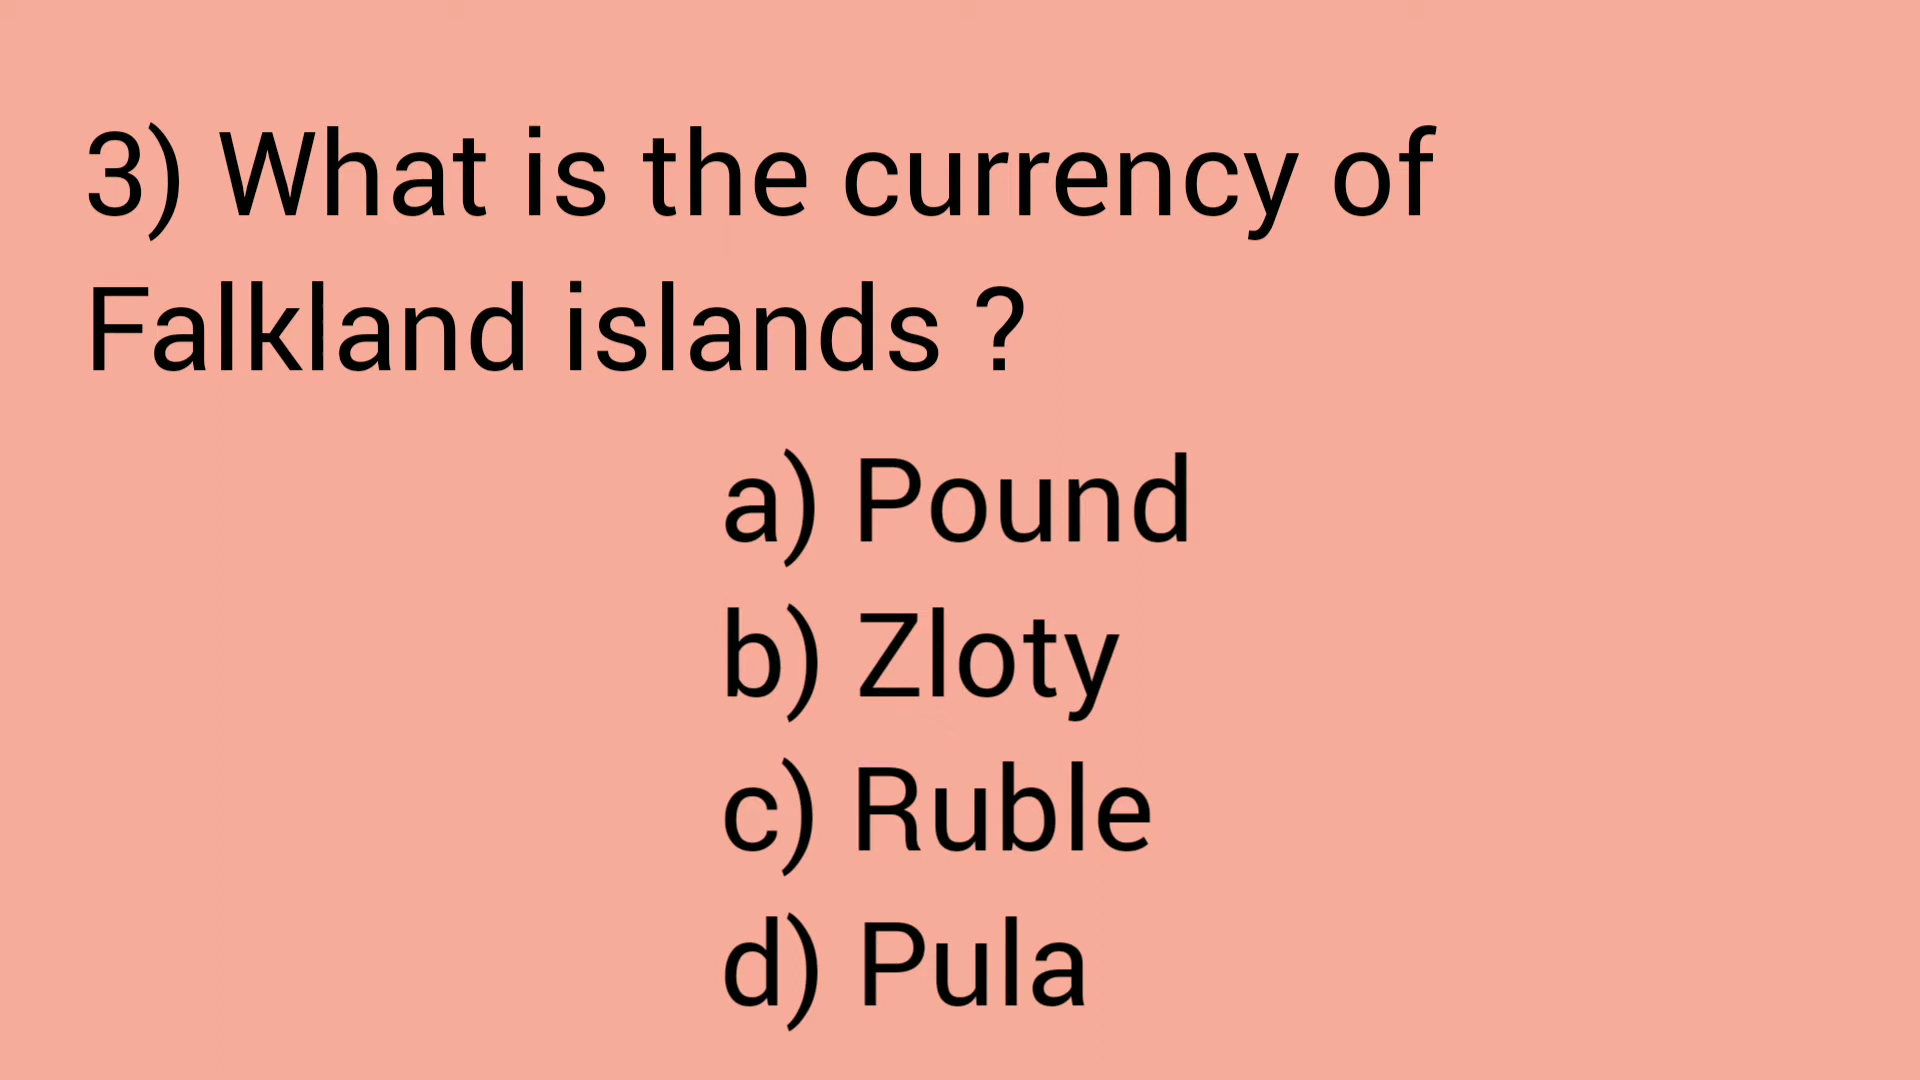 3) What is the currency of
Falkland islands ?
a) Pound
b) Zloty
c) Ruble
d) Pula